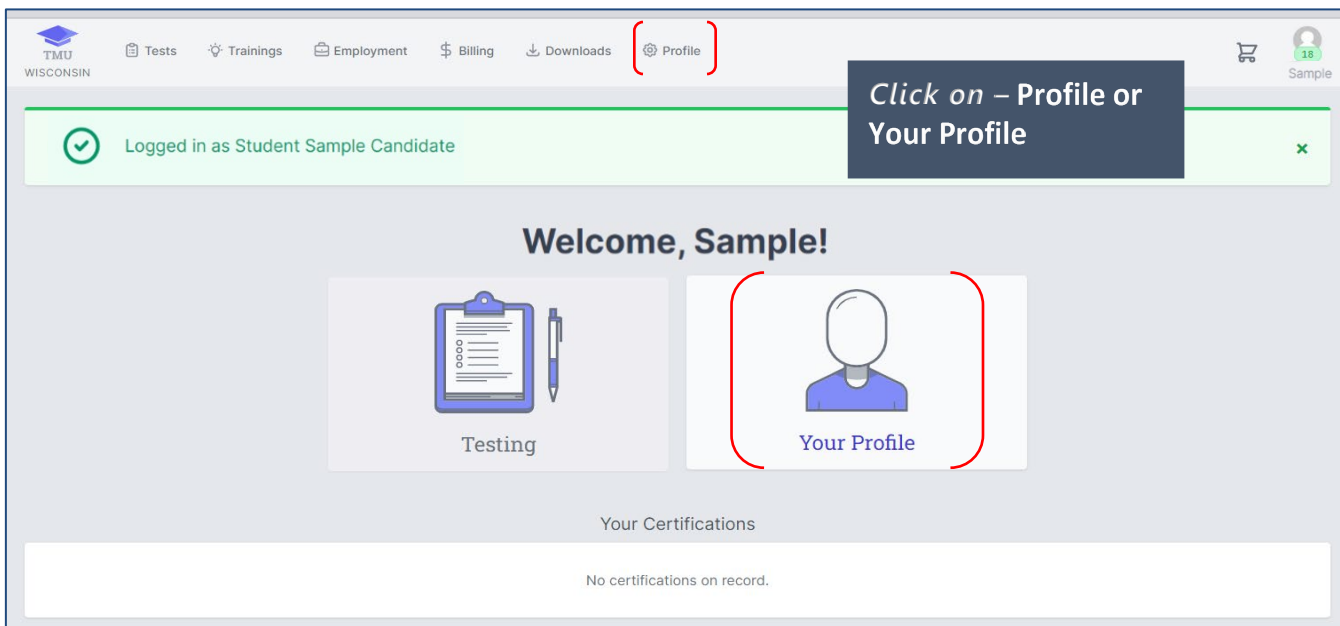 TMU
WISCONSIN
Tests
Trainings
Employment
$ Billing
Downloads
Profile
18
Sample
Click on – Profile or
Your Profile
Logged in as Student Sample Candidate
×
Welcome, Sample!
Testing
Your Profile
Your Certifications
No certifications on record.